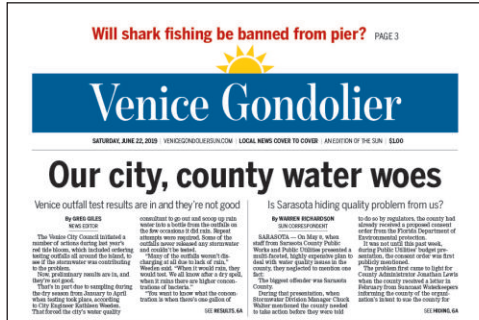 Will shark fishing be banned from pier? PAGE 3
Venice Gondolier
SATURDAY, JUNE 22, 2019 | VENICEGONDOLIERSUN.COM | LOCAL NEWS COVER TO COVER | AN EDITION OF THE SUN | $1.00
Our city, county water woes
Venice outfall test results are in and they're not good
By GREG GILES
NEWS EDITOR
The Venice City Council initiated a
number of actions during last year's
red tide bloom, which included ordering
testing outfalls all around the island, to
see if the stormwater was contributing
to the problem.
Now, preliminary results are in, and
they're not good.
That's in part due to sampling during
the dry season from January to April
when testing took place, according
to City Engineer Kathleen Weeden.
That forced the city's water quality
consultant to go out and scoop up rain
water into a bottle from the outfalls on
the few occasions it did rain. Repeat
attempts were required. Some of the
outfalls never released any stormwater
and couldn't be tested.
"Many of the outfalls weren't dis-
charging at all due to lack of rain,"
Weeden said. "When it would rain, they
would test. We all know after a dry spell,
when it rains there are higher concen-
trations of bacteria."
"You want to know what the concen-
tration is when there's one gallon of
SEE RESULTS, 6A
Is Sarasota hiding quality problem from us?
By WARREN RICHARDSON
SUN CORRESPONDENT
SARASOTA — On May 8, when
staff from Sarasota County Public
Works and Public Utilities presented a
multi-faceted, highly expensive plan to
deal with water quality issues in the
county, they neglected to mention one
fact:
The biggest offender was Sarasota
County.
During that presentation, when
Stormwater Division Manager Chuck
Walter mentioned the county needed
to take action before they were told
to do so by regulators, the county had
already received a proposed consent
order from the Florida Department of
Environmental protection.
It was not until this past week,
during Public Utilities' budget pre-
sentation, the consent order was first
publicly mentioned.
The problem first came to light for
County Administrator Jonathan Lewis
when the county received a letter in
February from Suncoast Waterkeepers
informing the county of the organi-
zation's intent to sue the county for
SEE HIDING, 6A